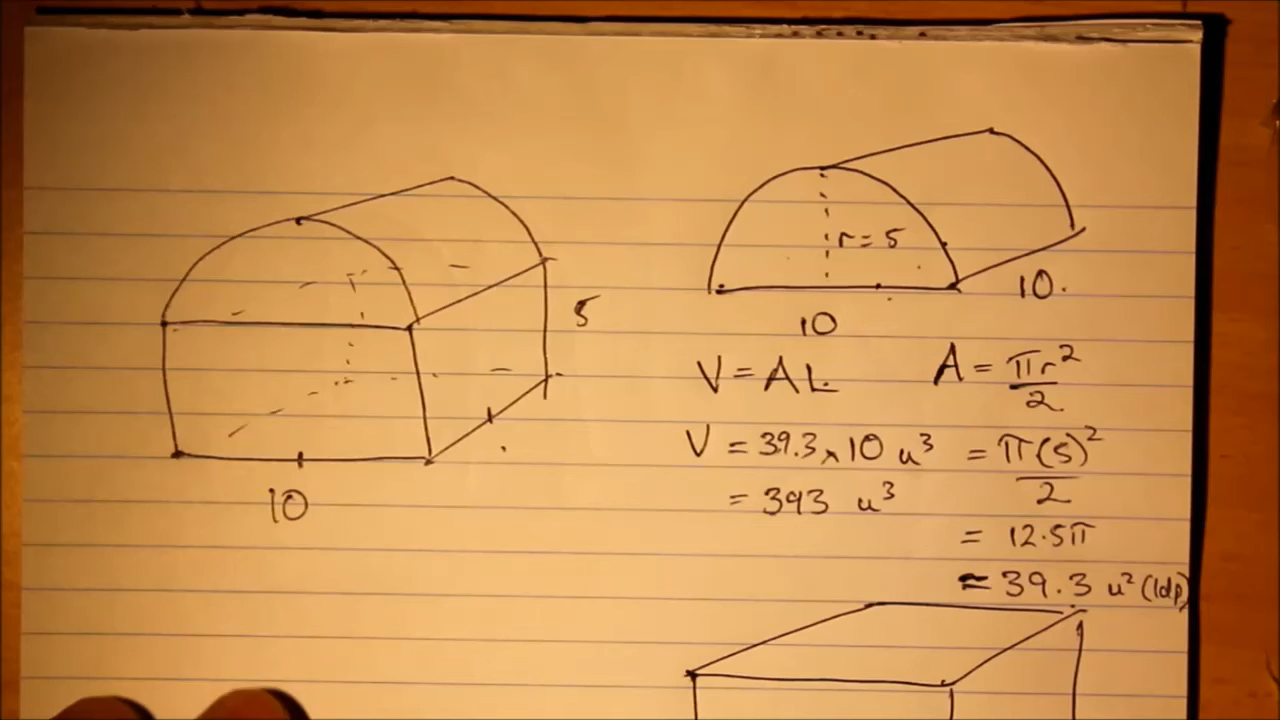 5
10
r = 5
10
10.
V = AL
A = πr²/2
V = 39.3 × 10 u³
= π(5)²/2
= 393 u³
= 12.5π
≈ 39.3 u² (1dp)